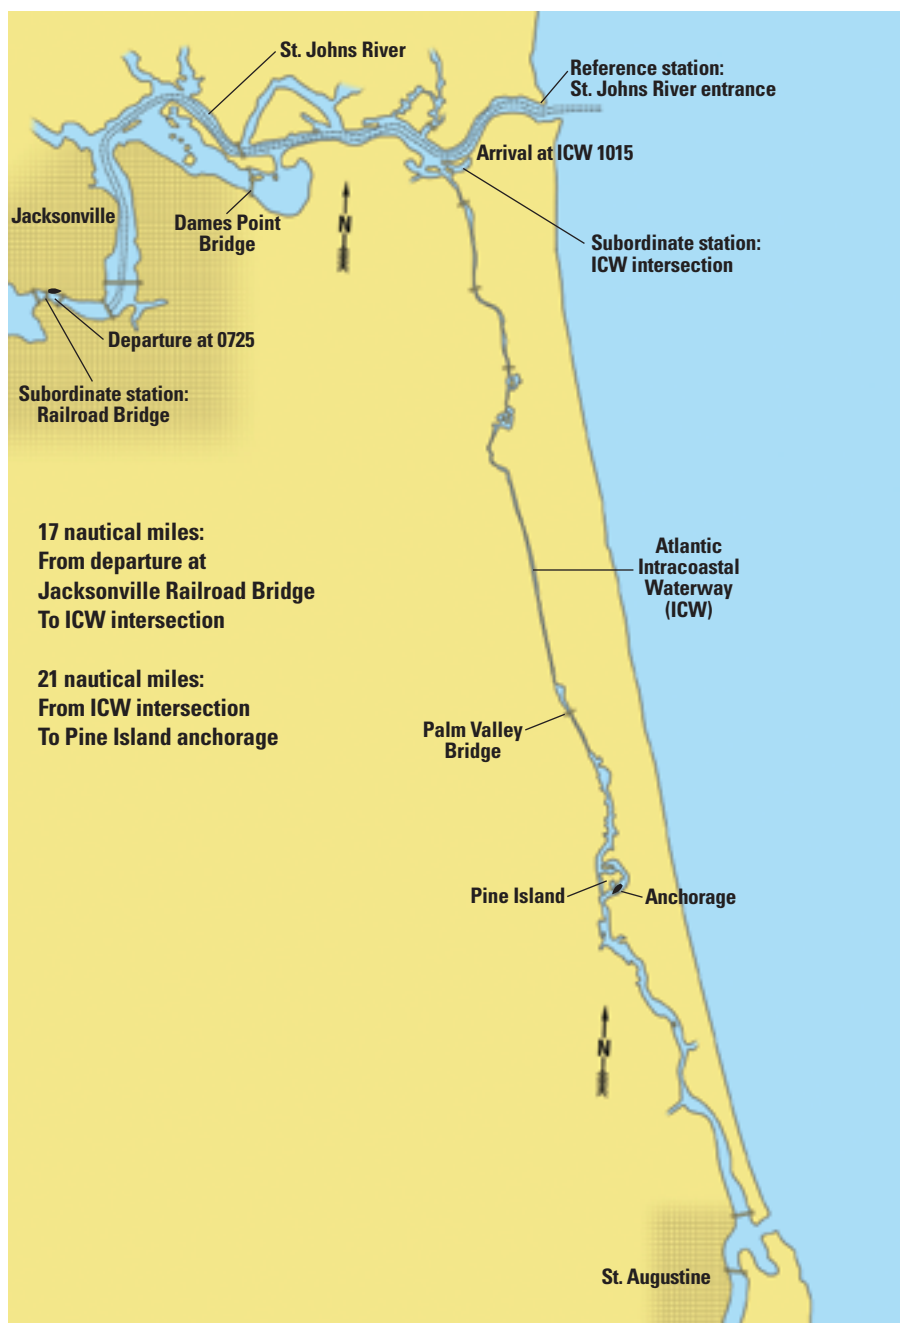 St. Johns River
Reference station:
St. Johns River entrance
Arrival at ICW 1015
Jacksonville
Dames Point
Bridge
N
Subordinate station:
ICW intersection
Departure at 0725
Subordinate station:
Railroad Bridge
17 nautical miles:
From departure at
Jacksonville Railroad Bridge
To ICW intersection
Atlantic
Intracoastal
Waterway
(ICW)
21 nautical miles:
From ICW intersection
To Pine Island anchorage
Palm Valley
Bridge
Pine Island
Anchorage
N
St. Augustine